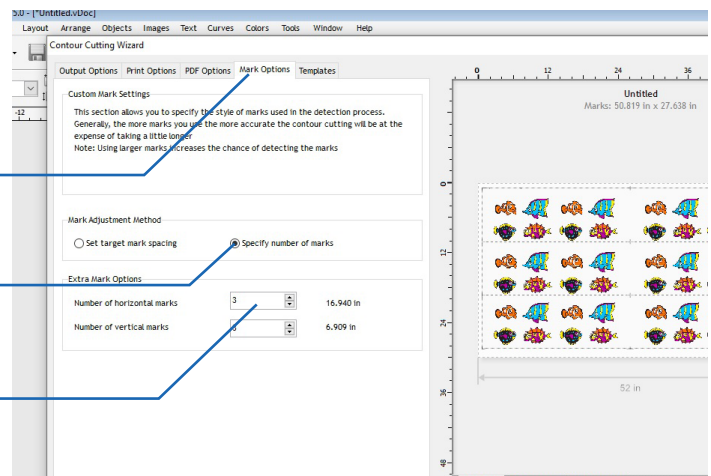 5.0 - [*Untitled.vDoc]
Layout Arrange Objects Images Text Curves Colors Tools Window Help
Contour Cutting Wizard
Output Options Print Options PDF Options Mark Options Templates
Custom Mark Settings
This section allows you to specify the style of marks used in the detection process.
Generally, the more marks you use the more accurate the contour cutting will be at the
expense of taking a little longer
Note: Using larger marks increases the chance of detecting the marks
Mark Adjustment Method
Set target mark spacing Specify number of marks
Extra Mark Options
Number of horizontal marks 3 16.940 in
Number of vertical marks 6.909 in
-12
0 12 24 36
Untitled
Marks: 50.819 in x 27.638 in
0
12
24
36
48
52 in